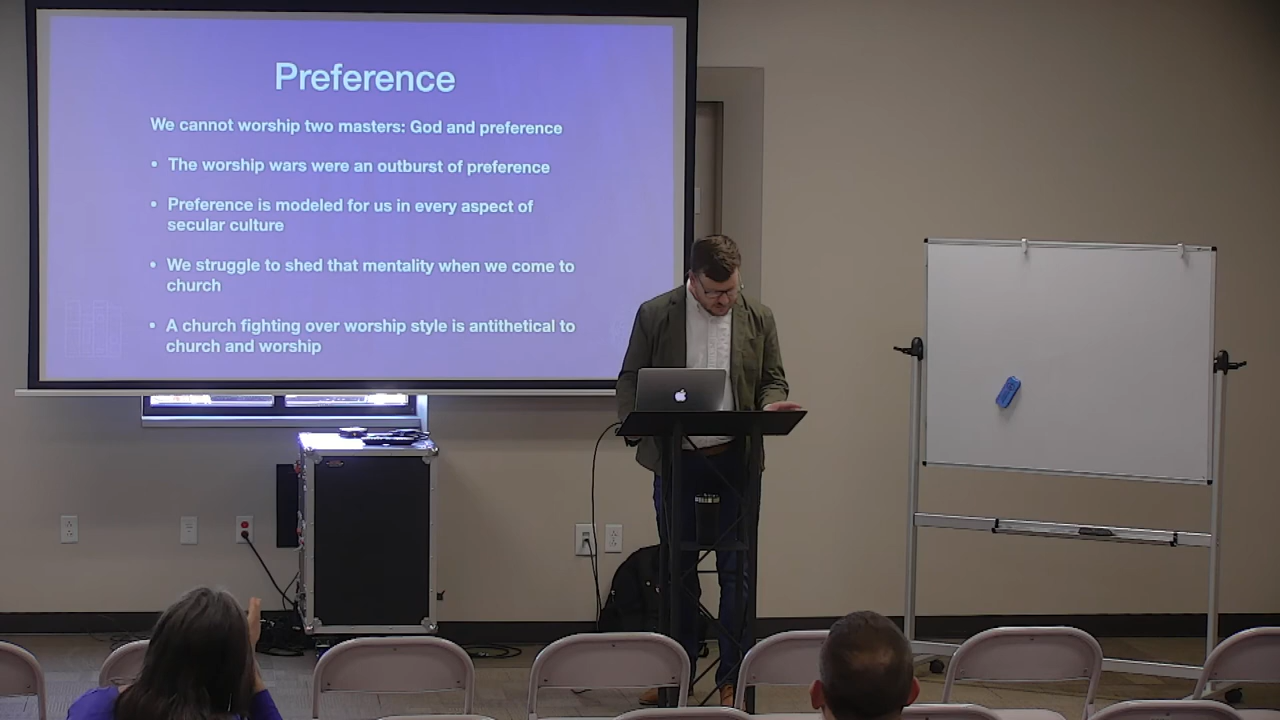 Preference
We cannot worship two masters: God and preference
• The worship wars were an outburst of preference
• Preference is modeled for us in every aspect of
secular culture
• We struggle to shed that mentality when we come to
church
• A church fighting over worship style is antithetical to
church and worship